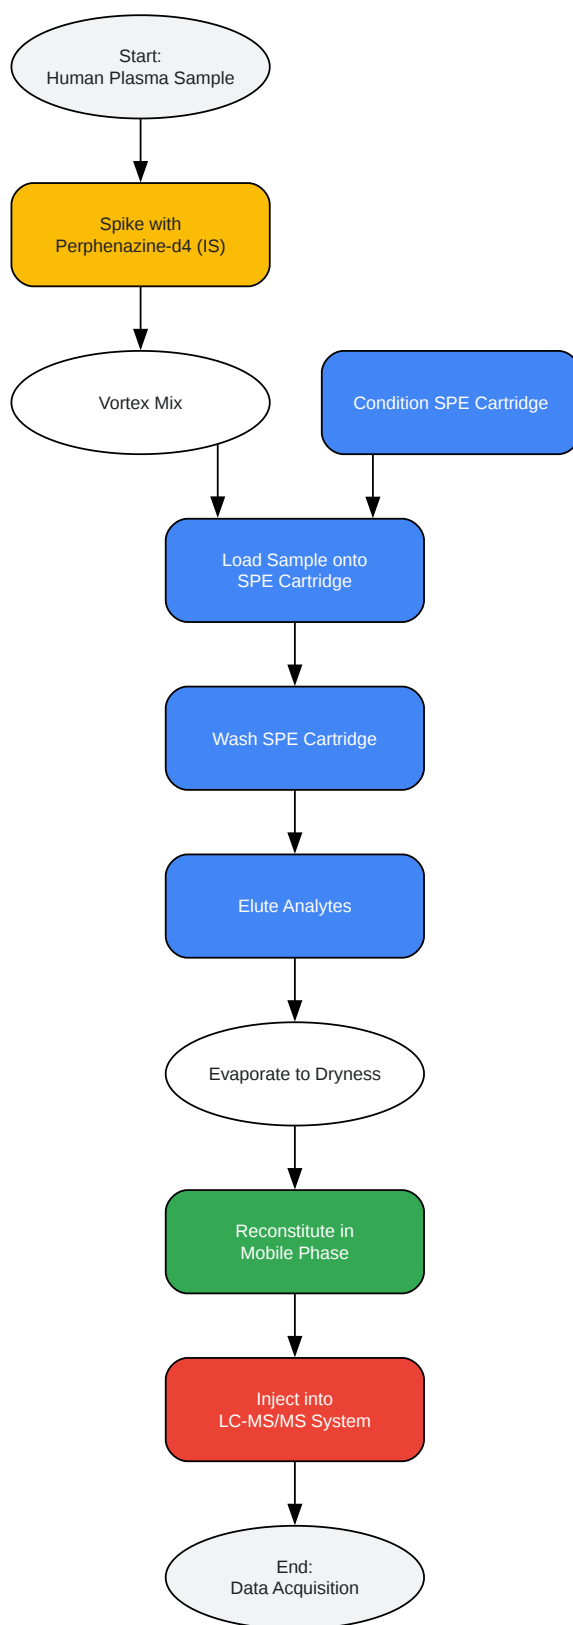 Start:
Human Plasma Sample
Spike with
Perphenazine-d4 (IS)
Vortex Mix
Condition SPE Cartridge
Load Sample onto
SPE Cartridge
Wash SPE Cartridge
Elute Analytes
Evaporate to Dryness
Reconstitute in
Mobile Phase
Inject into
LC-MS/MS System
End:
Data Acquisition